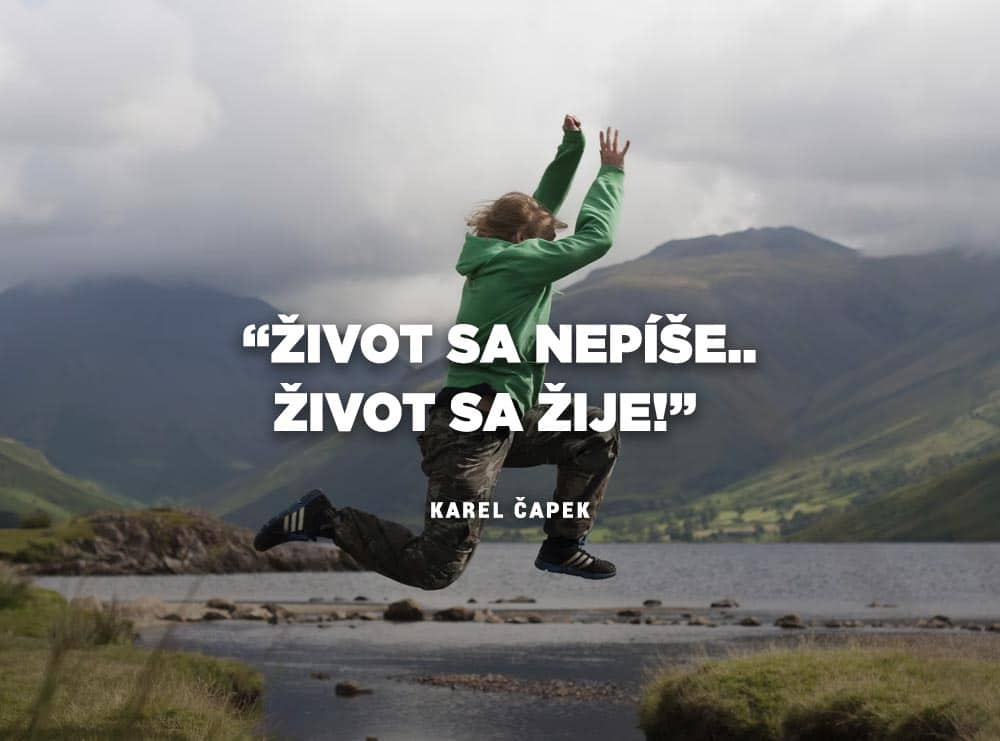 “ŽIVOT SA NEPÍŠE..
ŽIVOT SA ŽIJE!”
KAREL ČAPEK